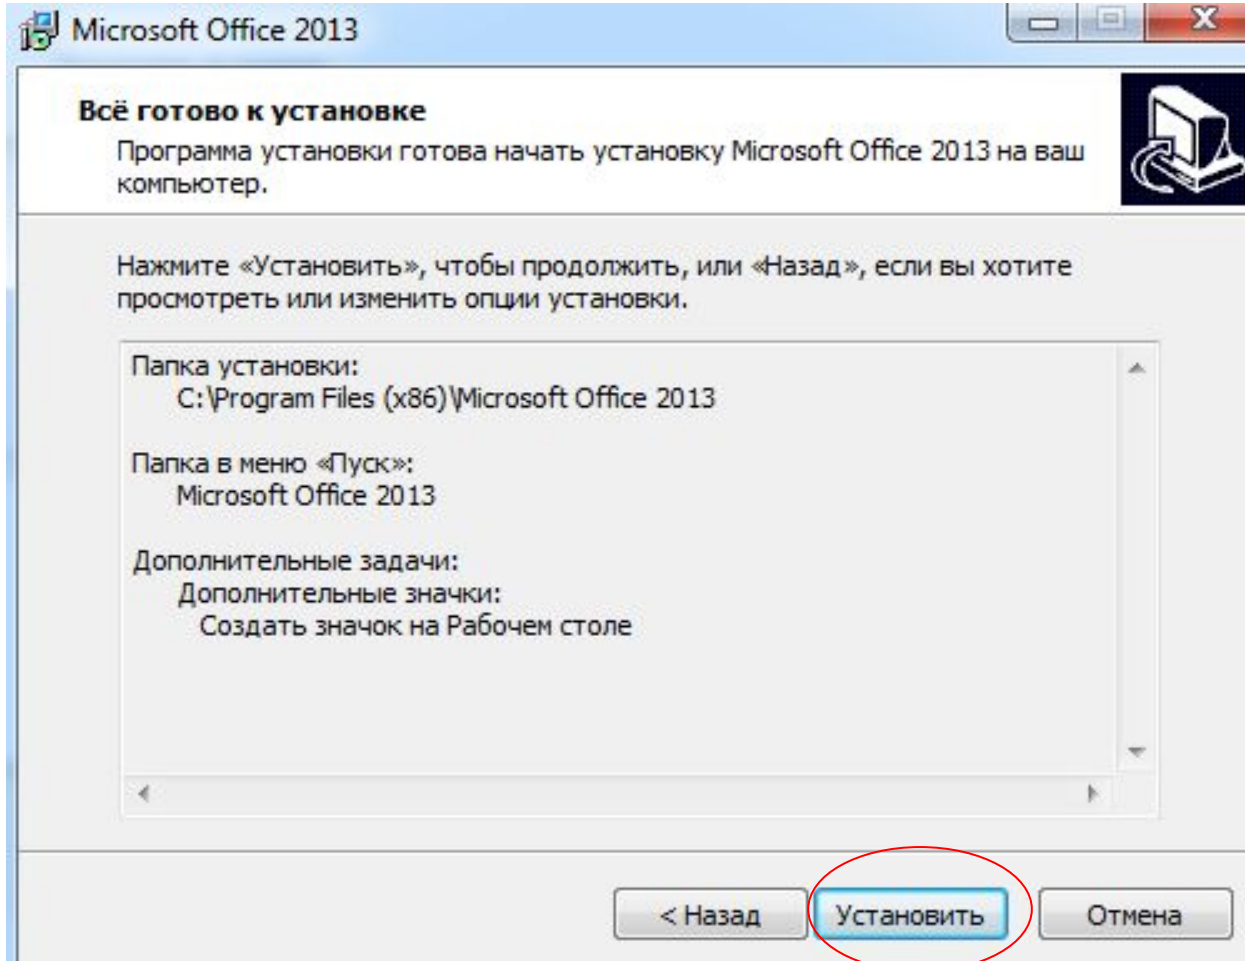 Microsoft Office 2013
Всё готово к установке
Программа установки готова начать установку Microsoft Office 2013 на ваш
компьютер.
Нажмите «Установить», чтобы продолжить, или «Назад», если вы хотите
просмотреть или изменить опции установки.
Папка установки:
C:\Program Files (x86)\Microsoft Office 2013
Папка в меню «Пуск»:
Microsoft Office 2013
Дополнительные задачи:
Дополнительные значки:
Создать значок на Рабочем столе
< Назад Установить Отмена